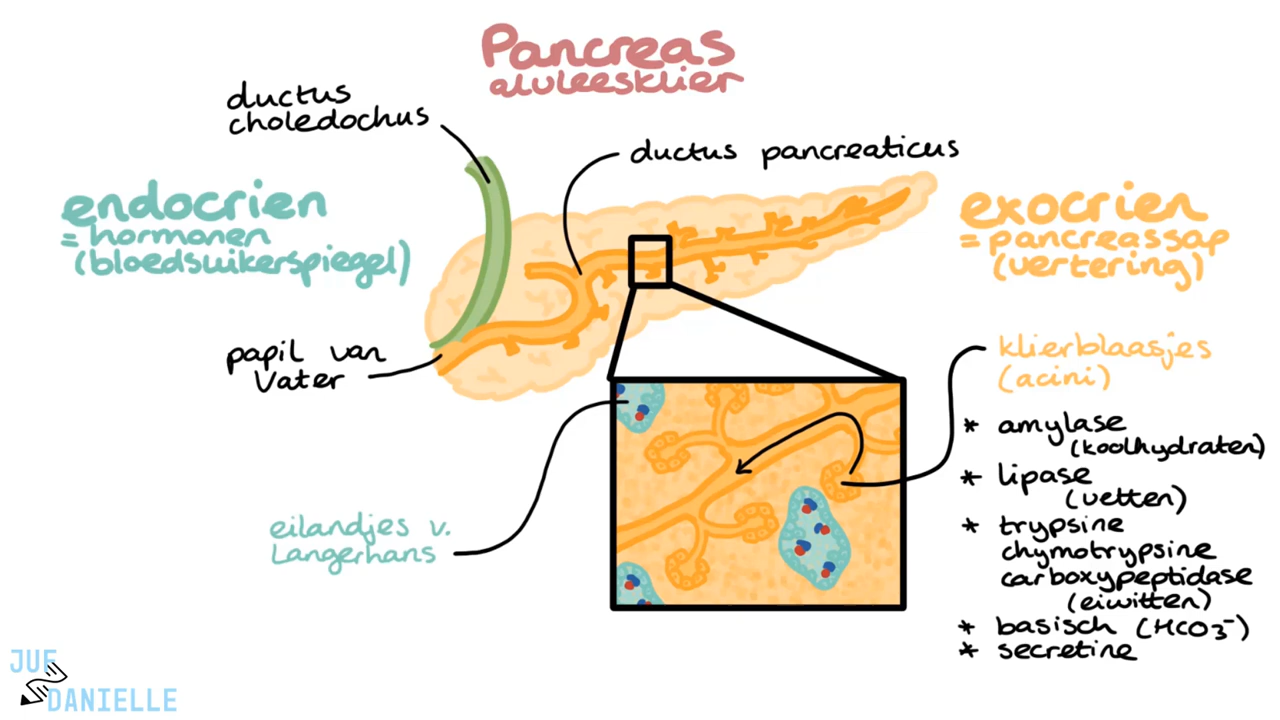 Pancreas
alvleesklier
ductus
choledochus
ductus pancreaticus
endocrien
= hormonen
(bloedsuikerspiegel)
exocrien
= pancreassap
(vertering)
papil van
Vater
klierblaasjes
(acini)
* amylase
(koolhydraten)
* lipase
(vetten)
* trypsine
chymotrypsine
carboxypeptidase
(eiwitten)
* basisch (HCO3⁻)
* secretine
eilandjes v.
Langerhans
JUF
DANIELLE